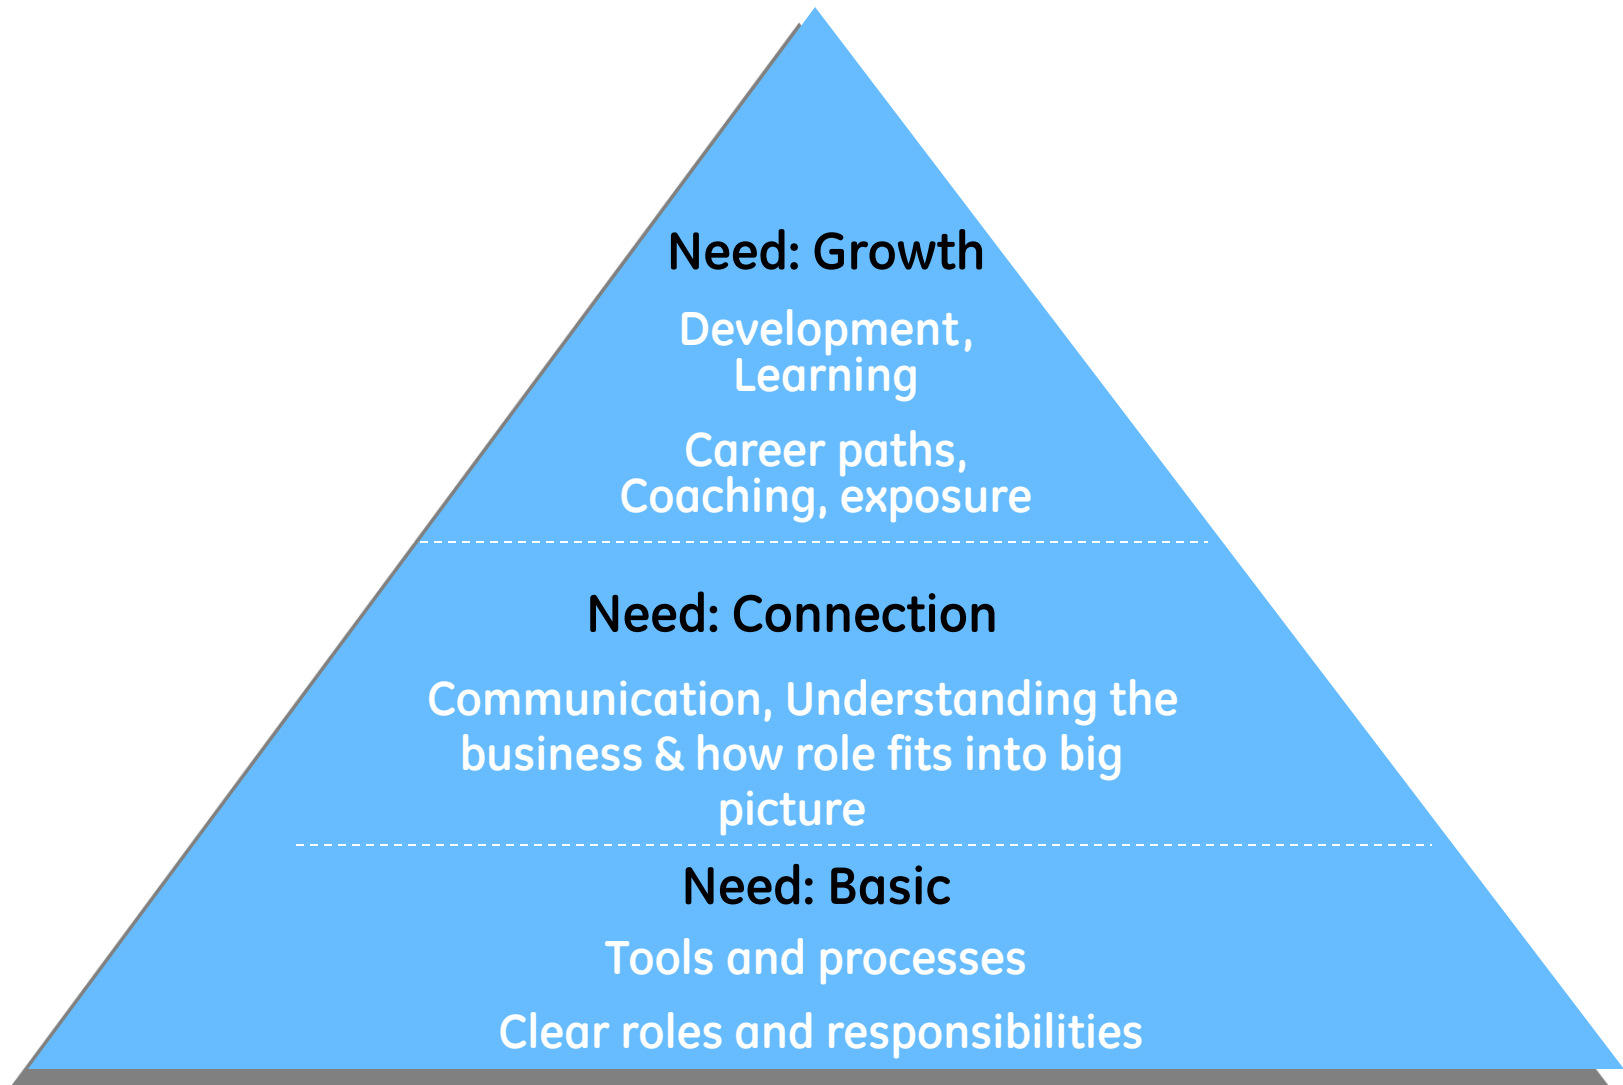 Need: Growth
Development,
Learning
Career paths,
Coaching, exposure
Need: Connection
Communication, Understanding the
business & how role fits into big
picture
Need: Basic
Tools and processes
Clear roles and responsibilities